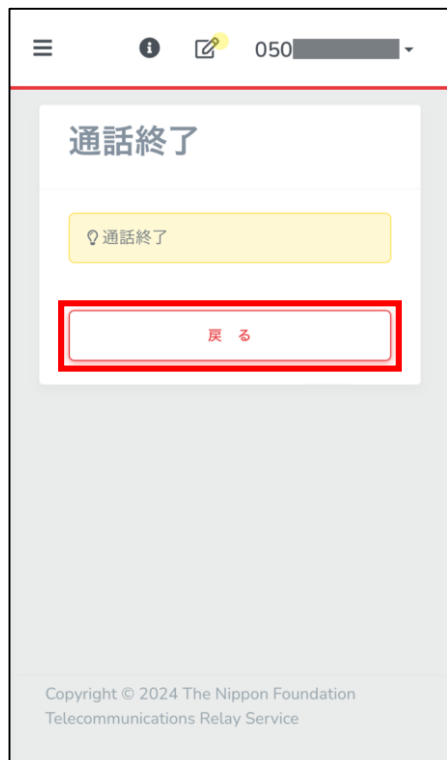 050
通話終了
通話終了
戻 る
Copyright © 2024 The Nippon Foundation
Telecommunications Relay Service